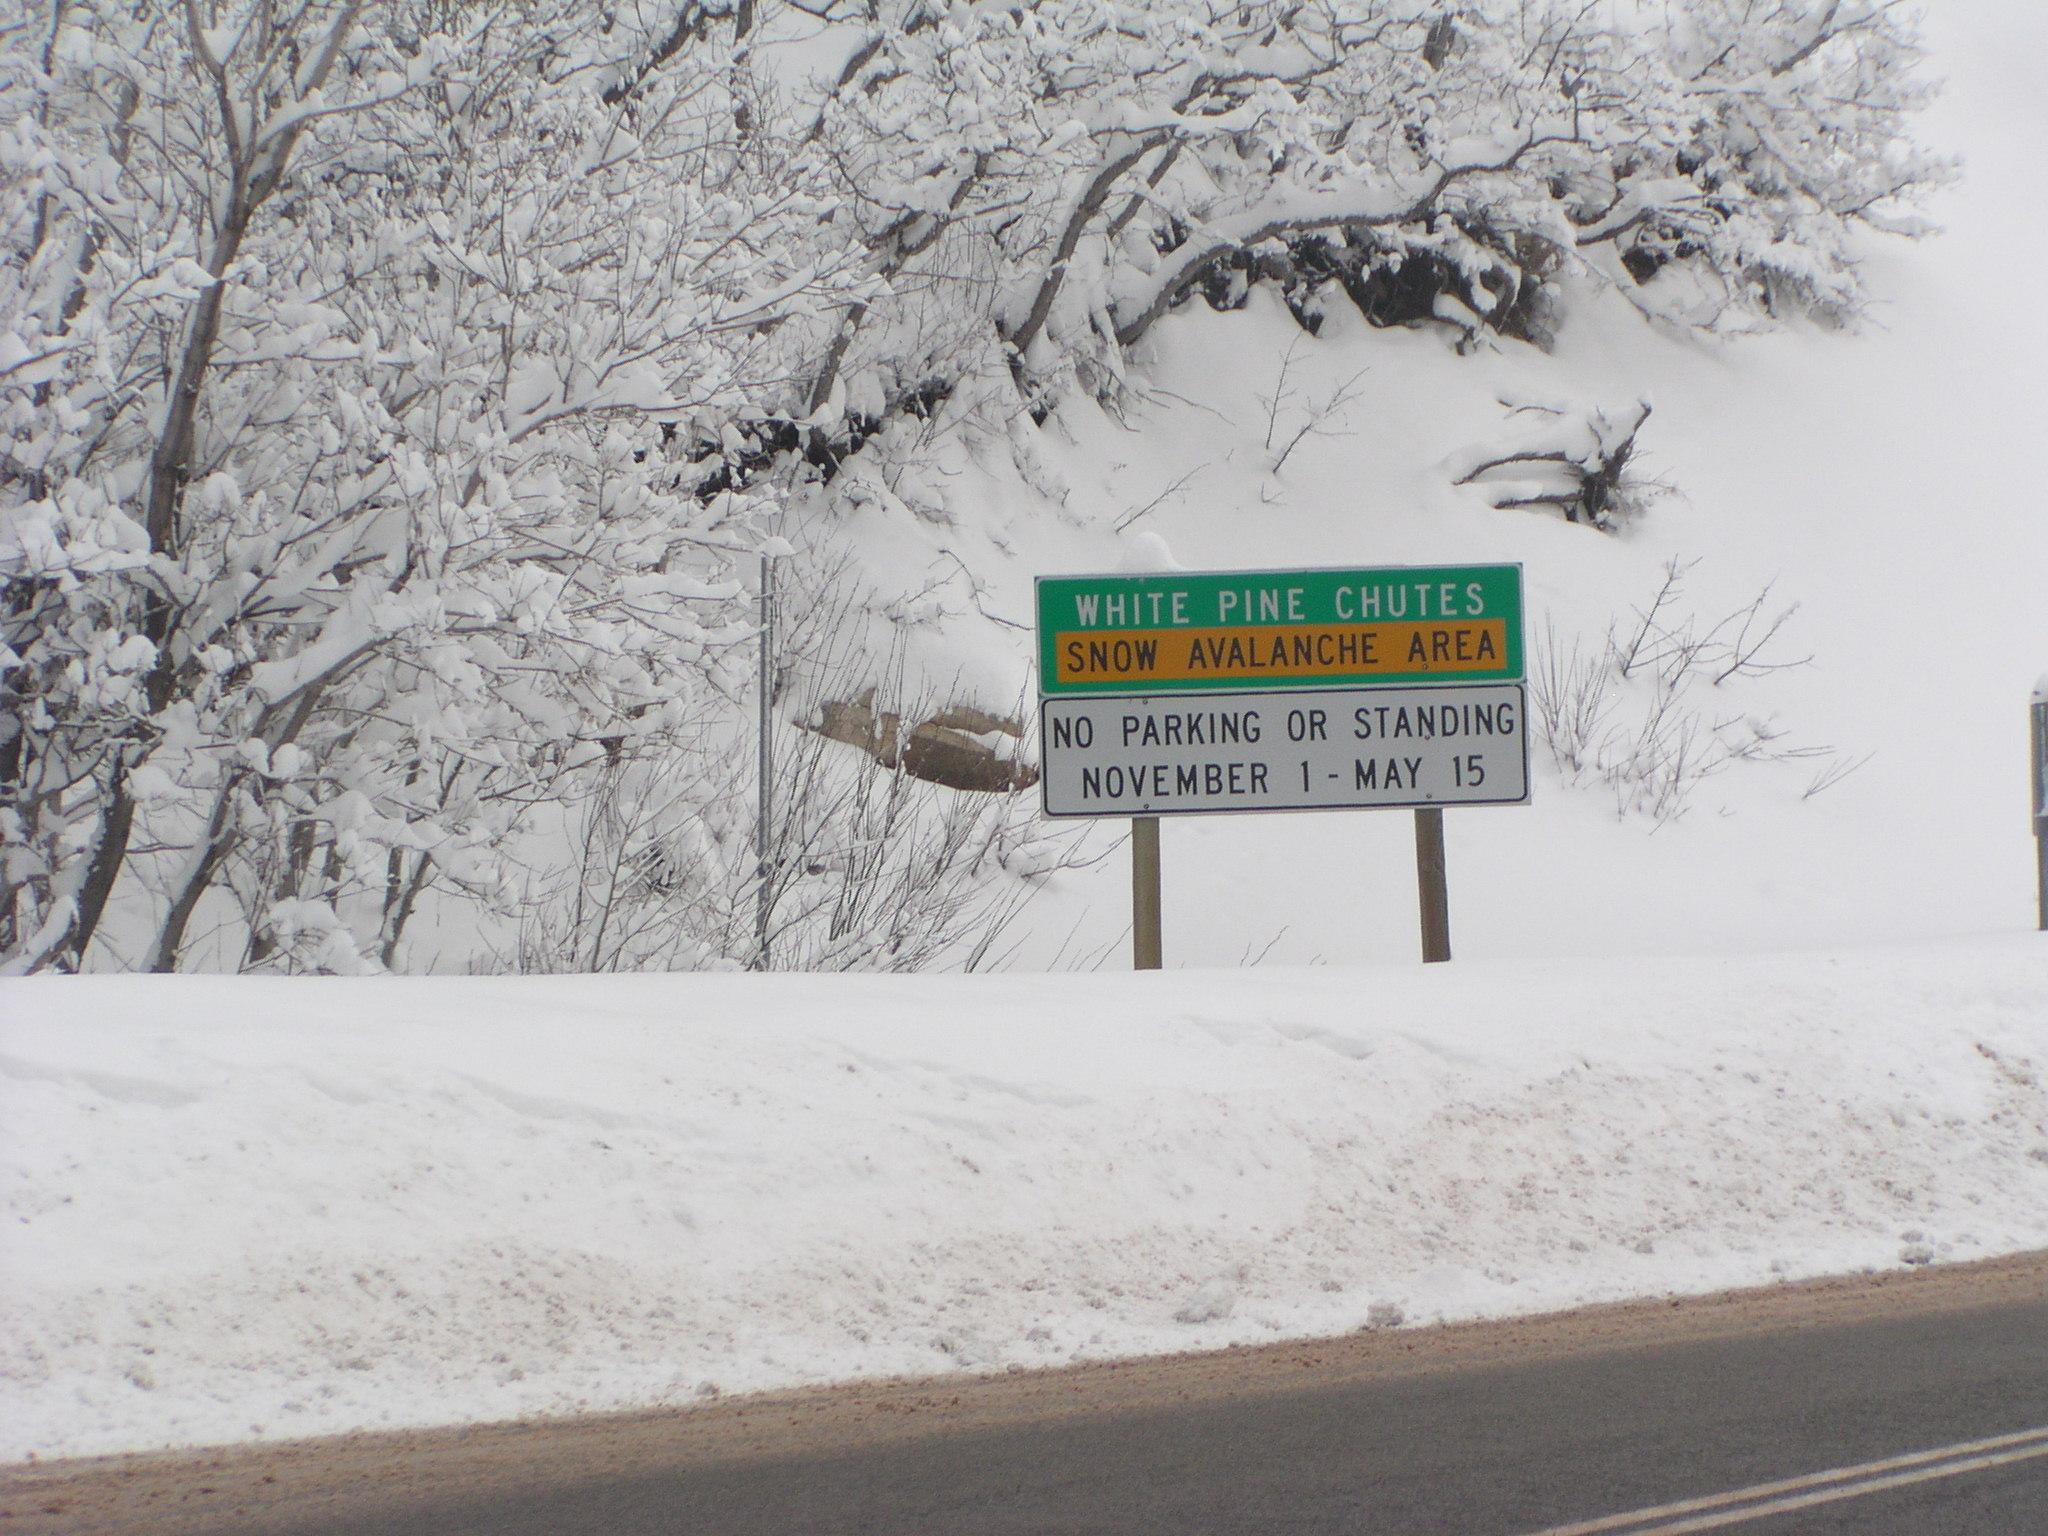 WHITE PINE CHUTES
SNOW AVALANCHE AREA
NO PARKING OR STANDING
NOVEMBER 1 - MAY 15